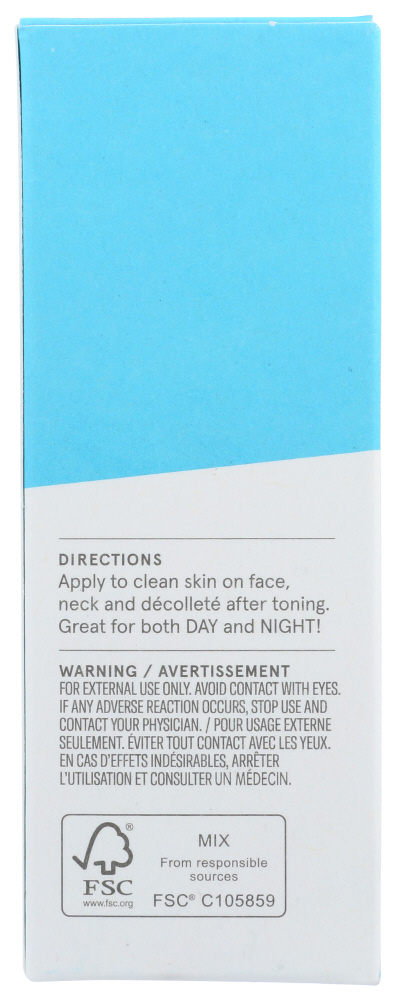 DIRECTIONS
Apply to clean skin on face,
neck and décolleté after toning.
Great for both DAY and NIGHT!
WARNING / AVERTISSEMENT
FOR EXTERNAL USE ONLY. AVOID CONTACT WITH EYES.
IF ANY ADVERSE REACTION OCCURS, STOP USE AND
CONTACT YOUR PHYSICIAN. / POUR USAGE EXTERNE
SEULEMENT. ÉVITER TOUT CONTACT AVEC LES YEUX.
EN CAS D'EFFETS INDÉSIRABLES, ARRÊTER
L'UTILISATION ET CONSULTER UN MÉDECIN.
®
FSC
www.fsc.org
MIX
From responsible
sources
FSC® C105859